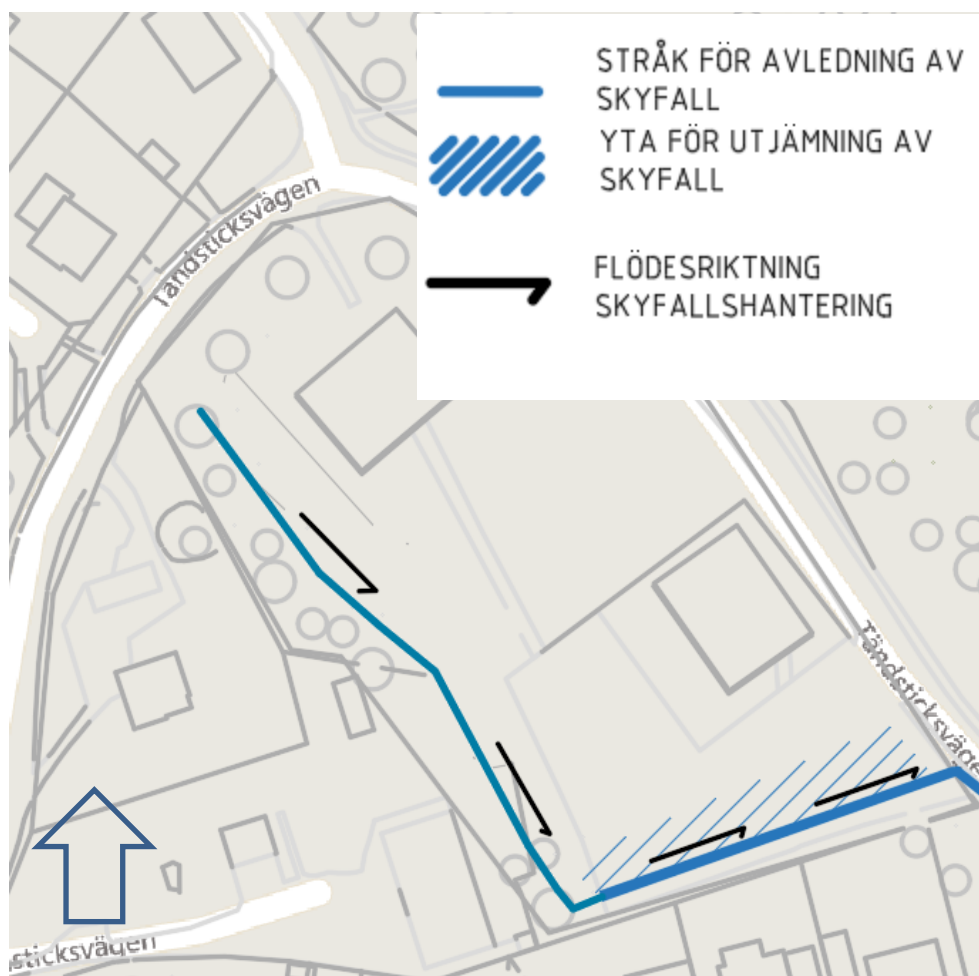 STRÅK FÖR AVLEDNING AV
SKYFALL
YTA FÖR UTJÄMNING AV
SKYFALL
FLÖDESRIKTNING
SKYFALLSHANTERING
Tändsticksvägen
Tändsticksväge
sticksvägen